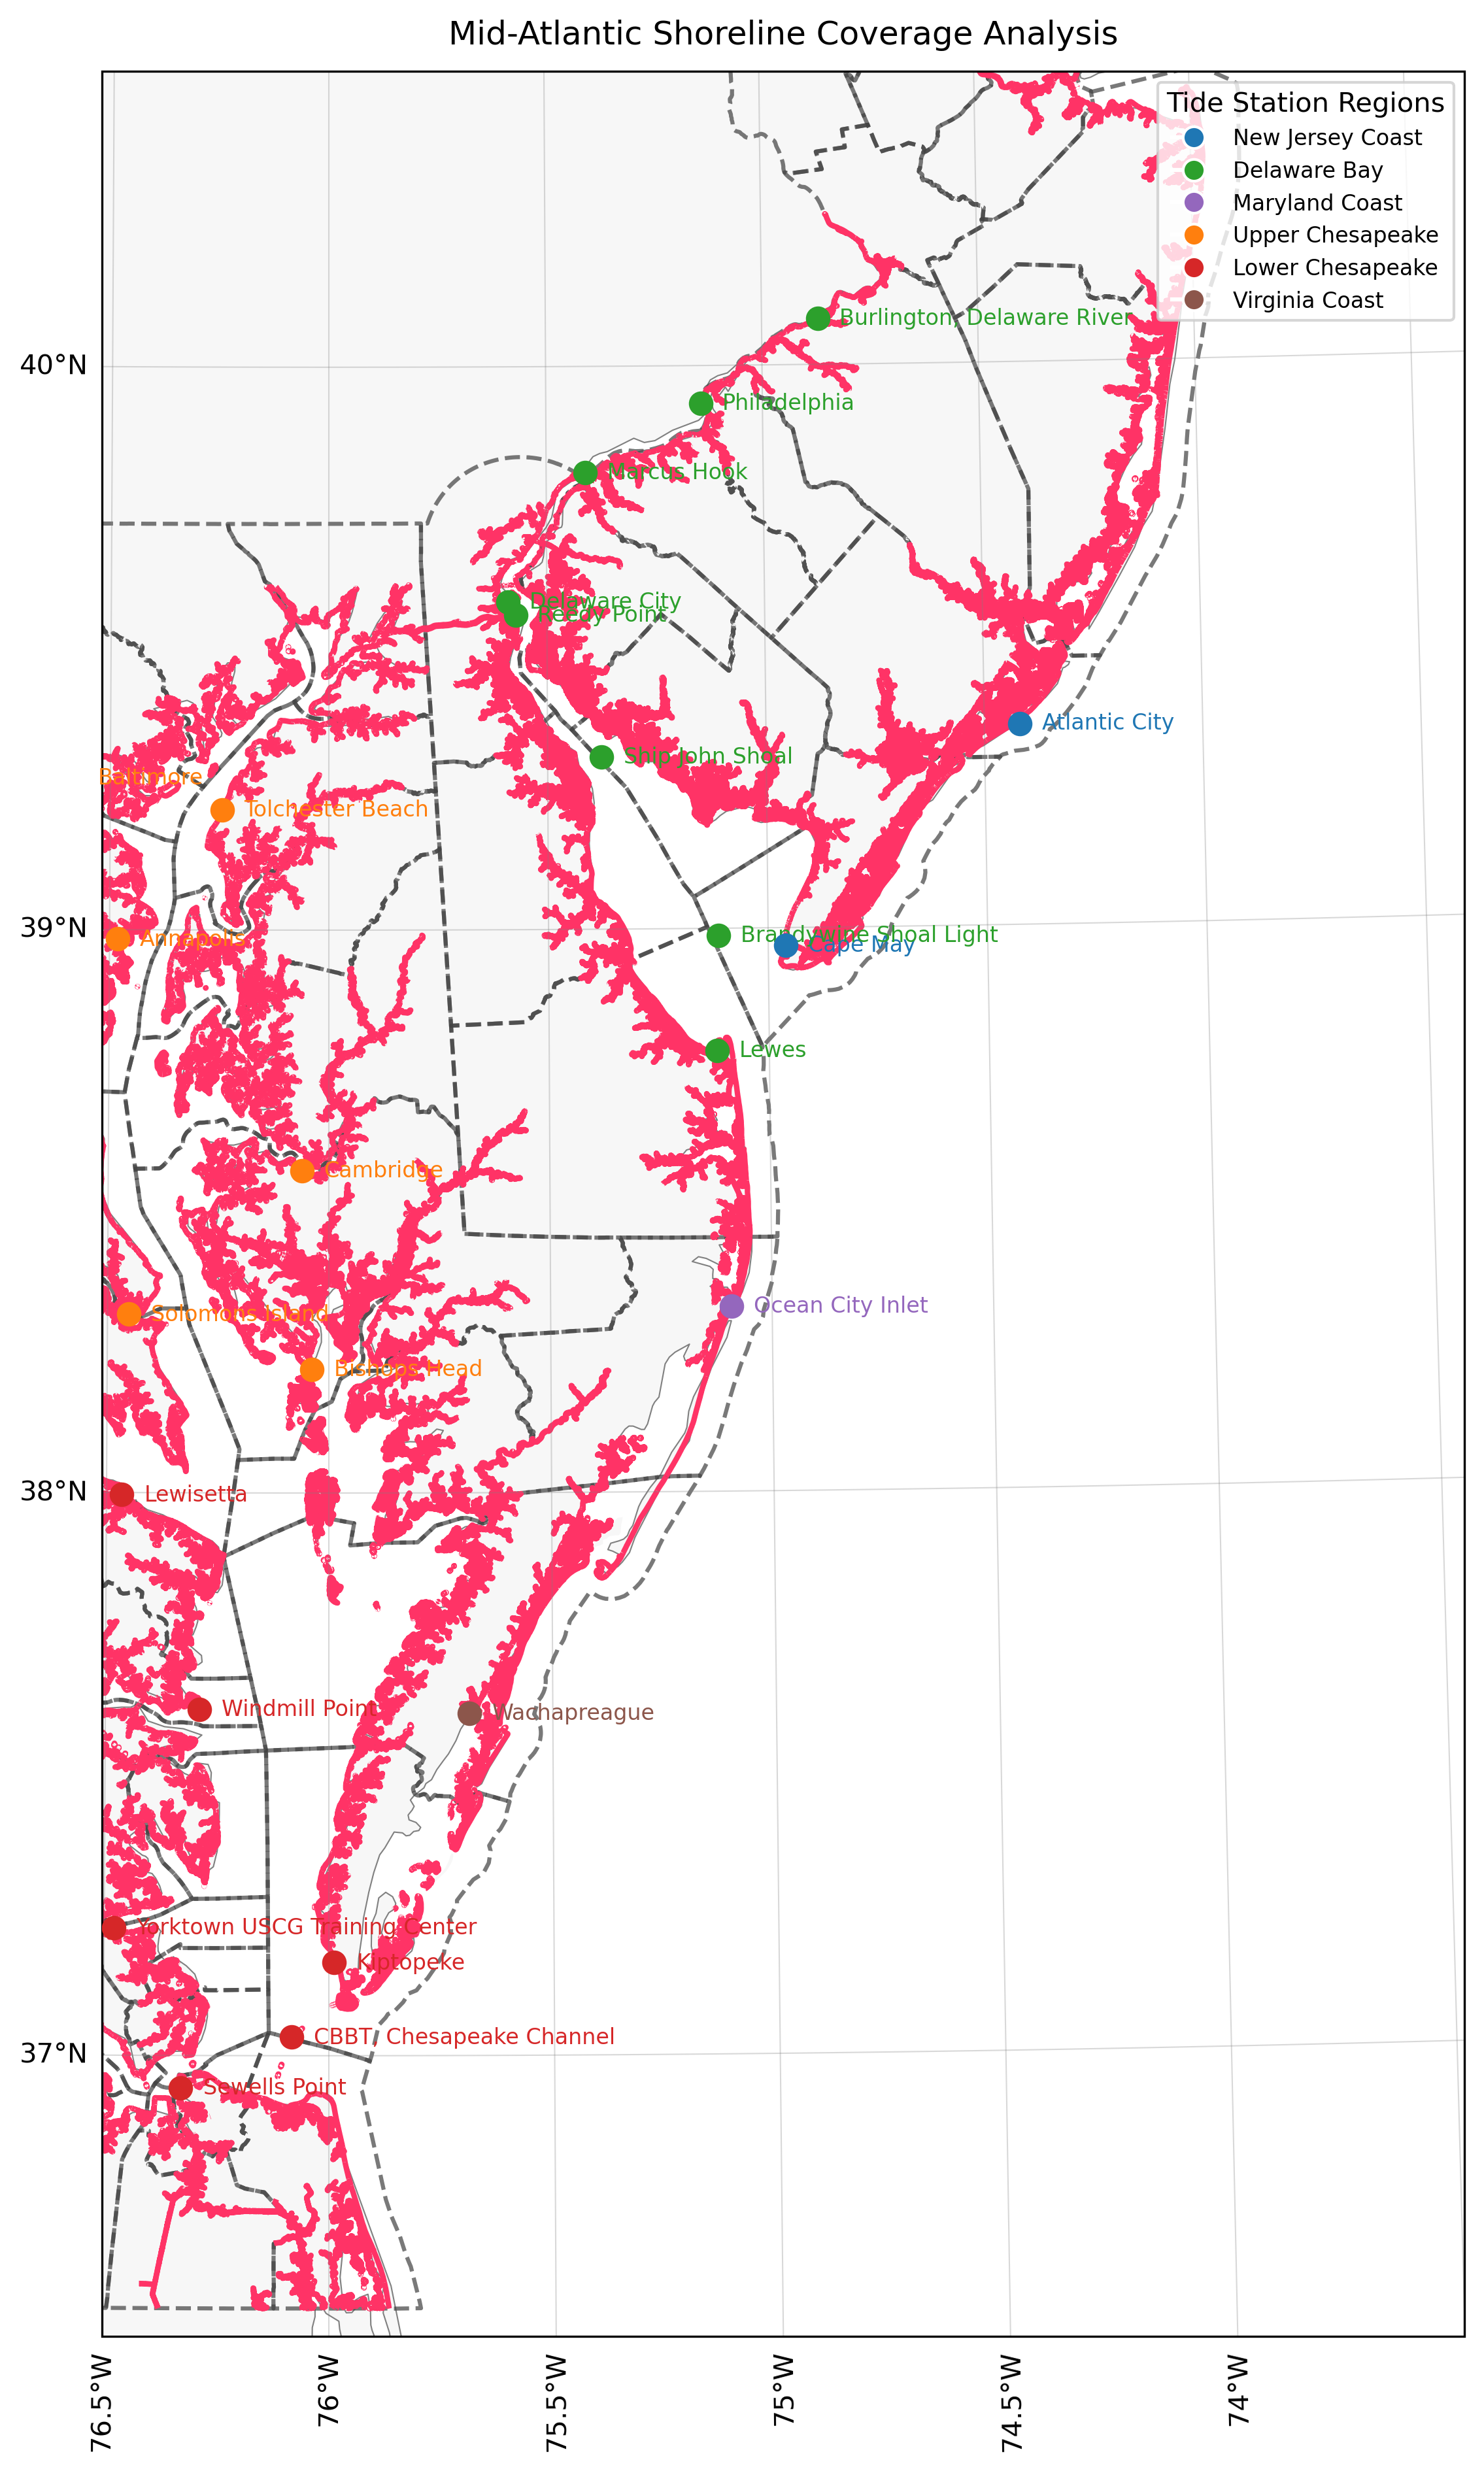 Mid-Atlantic Shoreline Coverage Analysis
Tide Station Regions
New Jersey Coast
Delaware Bay
Maryland Coast
Upper Chesapeake
Lower Chesapeake
Virginia Coast
Burlington, Delaware River
40°N
Philadelphia
Marcus Hook
Delaware City
Reedy Point
Atlantic City
Ship John Shoal
Baltimore
Tolchester Beach
39°N
Annapolis
Brandywine Shoal Light
Cape May
Lewes
Cambridge
Ocean City Inlet
Solomons Island
Bishops Head
38°N
Lewisetta
Windmill Point
Wachapreague
Yorktown USCG Training Center
Kiptopeke
CBBT, Chesapeake Channel
37°N
Sewells Point
76.5°W
76°W
75.5°W
75°W
74.5°W
74°W